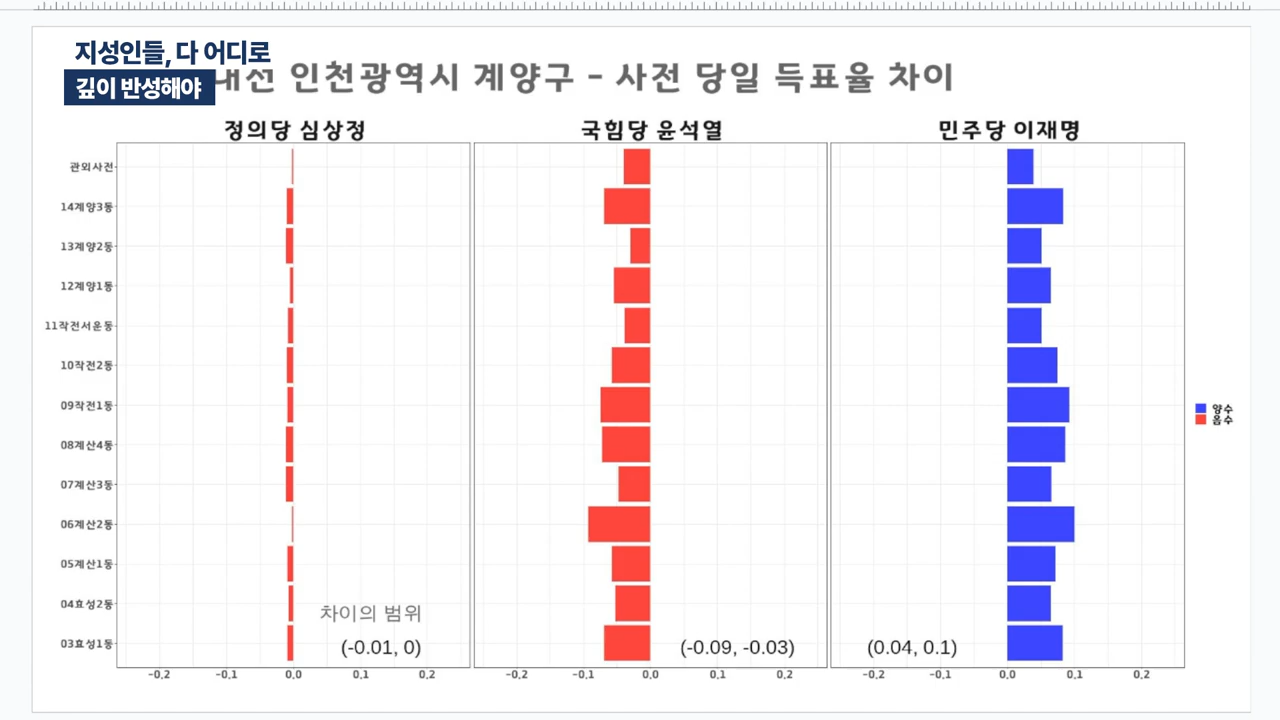 지성인들, 다 어디로
깊이 반성해야
대선 인천광역시 계양구 - 사전 당일 득표율 차이
정의당 심상정
국힘당 윤석열
민주당 이재명
관외사전
14계양3동
13계양2동
12계양1동
11작전서운동
10작전2동
09작전1동
08계산4동
07계산3동
06계산2동
05계산1동
04효성2동
03효성1동
차이의 범위
(-0.01, 0)
(-0.09, -0.03)
(0.04, 0.1)
-0.2 -0.1 0.0 0.1 0.2
-0.2 -0.1 0.0 0.1 0.2
-0.2 -0.1 0.0 0.1 0.2
양수
음수